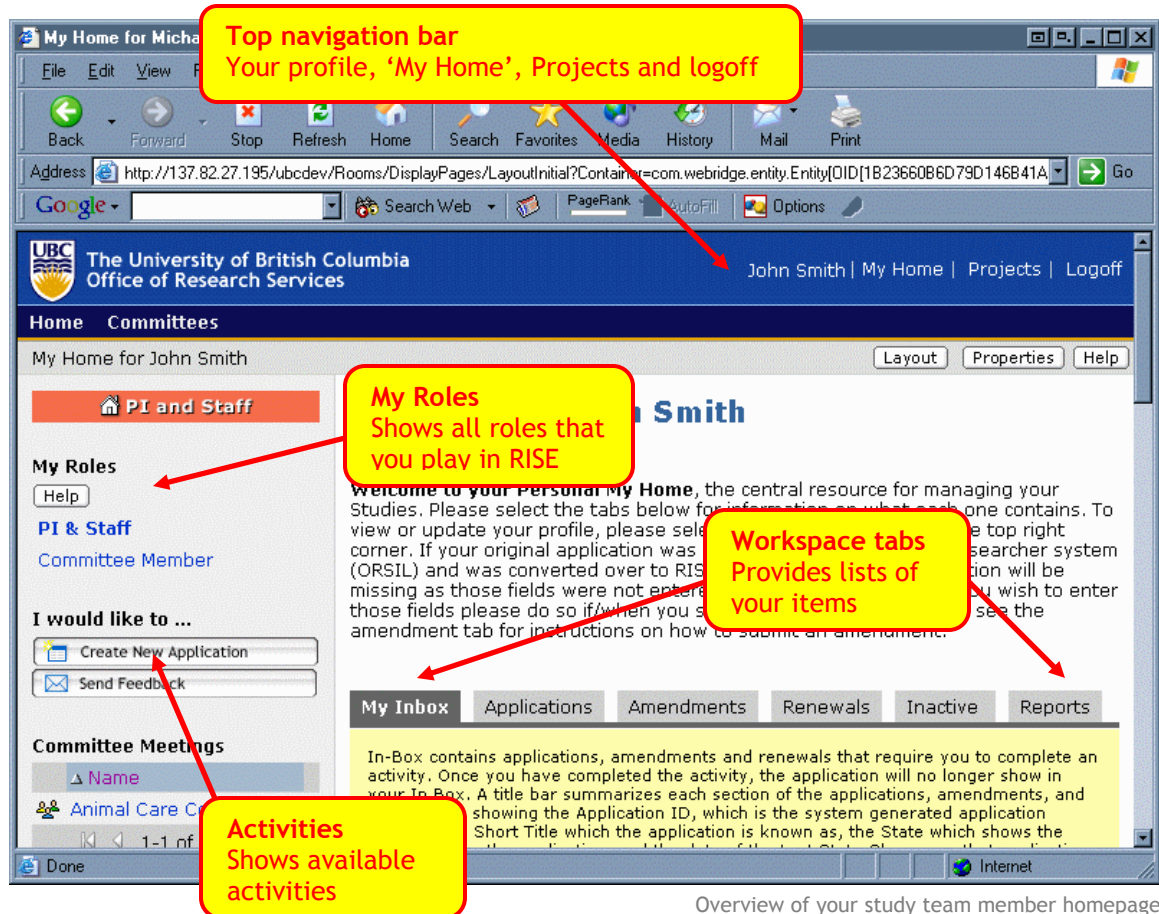 My Home for Micha
Top navigation bar
Your profile, ‘My Home’, Projects and logoff
File Edit View
Back Forward Stop Refresh Home Search Favorites Media History Mail Print
Address http://137.82.27.195/ubcdev/Rooms/DisplayPages/LayoutInitial?Container=com.webridge.entity.Entity[OID[1B23660B6D79D146B41A Go
Google Search Web PageRank AutoFill Options
UBC
The University of British Columbia
Office of Research Services
John Smith | My Home | Projects | Logoff
Home Committees
My Home for John Smith
Layout Properties Help
PI and Staff
My Roles
Help
PI & Staff
Committee Member
I would like to ...
Create New Application
Send Feedback
Committee Meetings
Name
Animal Care
1-1 of
My Roles
Shows all roles that
you play in RISE
Smith
Welcome to your Personal My Home, the central resource for managing your
Studies. Please select the tabs below for information on what each one contains. To
view or update your profile, please top right
corner. If your original application was searcher system
(ORSIL) and was converted over to will be
missing as those fields were not you wish to enter
those fields please do so if/when you see the
amendment tab for instructions on how to submit an amendment.
Workspace tabs
Provides lists of
your items
My Inbox Applications Amendments Renewals Inactive Reports
In-Box contains applications, amendments and renewals that require you to complete an
activity. Once you have completed the activity, the application will no longer show in
your In Box. A title bar summarizes each section of the applications, amendments, and
showing the Application ID, which is the system generated application
Short Title which the application is known as, the State which shows the
Activities
Shows available
activities
Done Internet
Overview of your study team member homepage